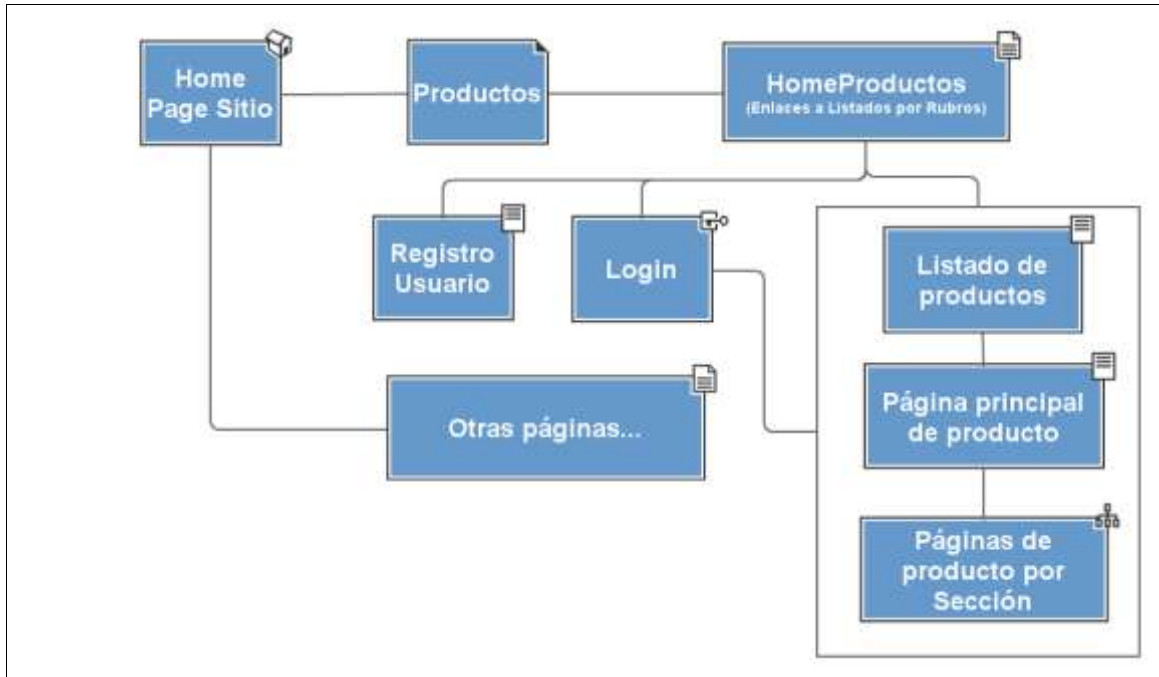 Home
Page Sitio
Productos
HomeProductos
(Enlaces a Listados por Rubros)
Registro
Usuario
Login
Listado de
productos
Página principal
de producto
Otras páginas...
Páginas de
producto por
Sección